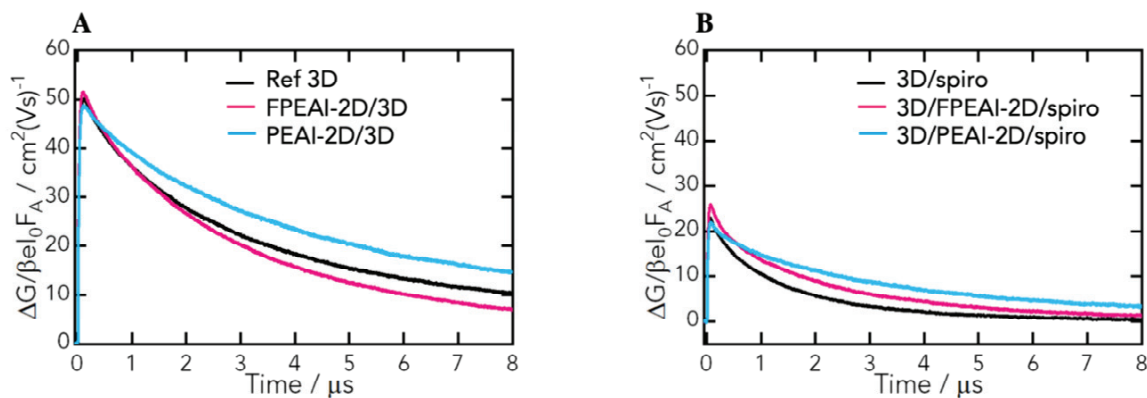 A
60
50
40
30
20
10
0
ΔG/βeI₀F_A / cm²(Vs)⁻¹
Ref 3D
FPEAI-2D/3D
PEAI-2D/3D
0 1 2 3 4 5 6 7 8
Time / μs
B
60
50
40
30
20
10
0
ΔG/βeI₀F_A / cm²(Vs)⁻¹
3D/spiro
3D/FPEAI-2D/spiro
3D/PEAI-2D/spiro
0 1 2 3 4 5 6 7 8
Time / μs